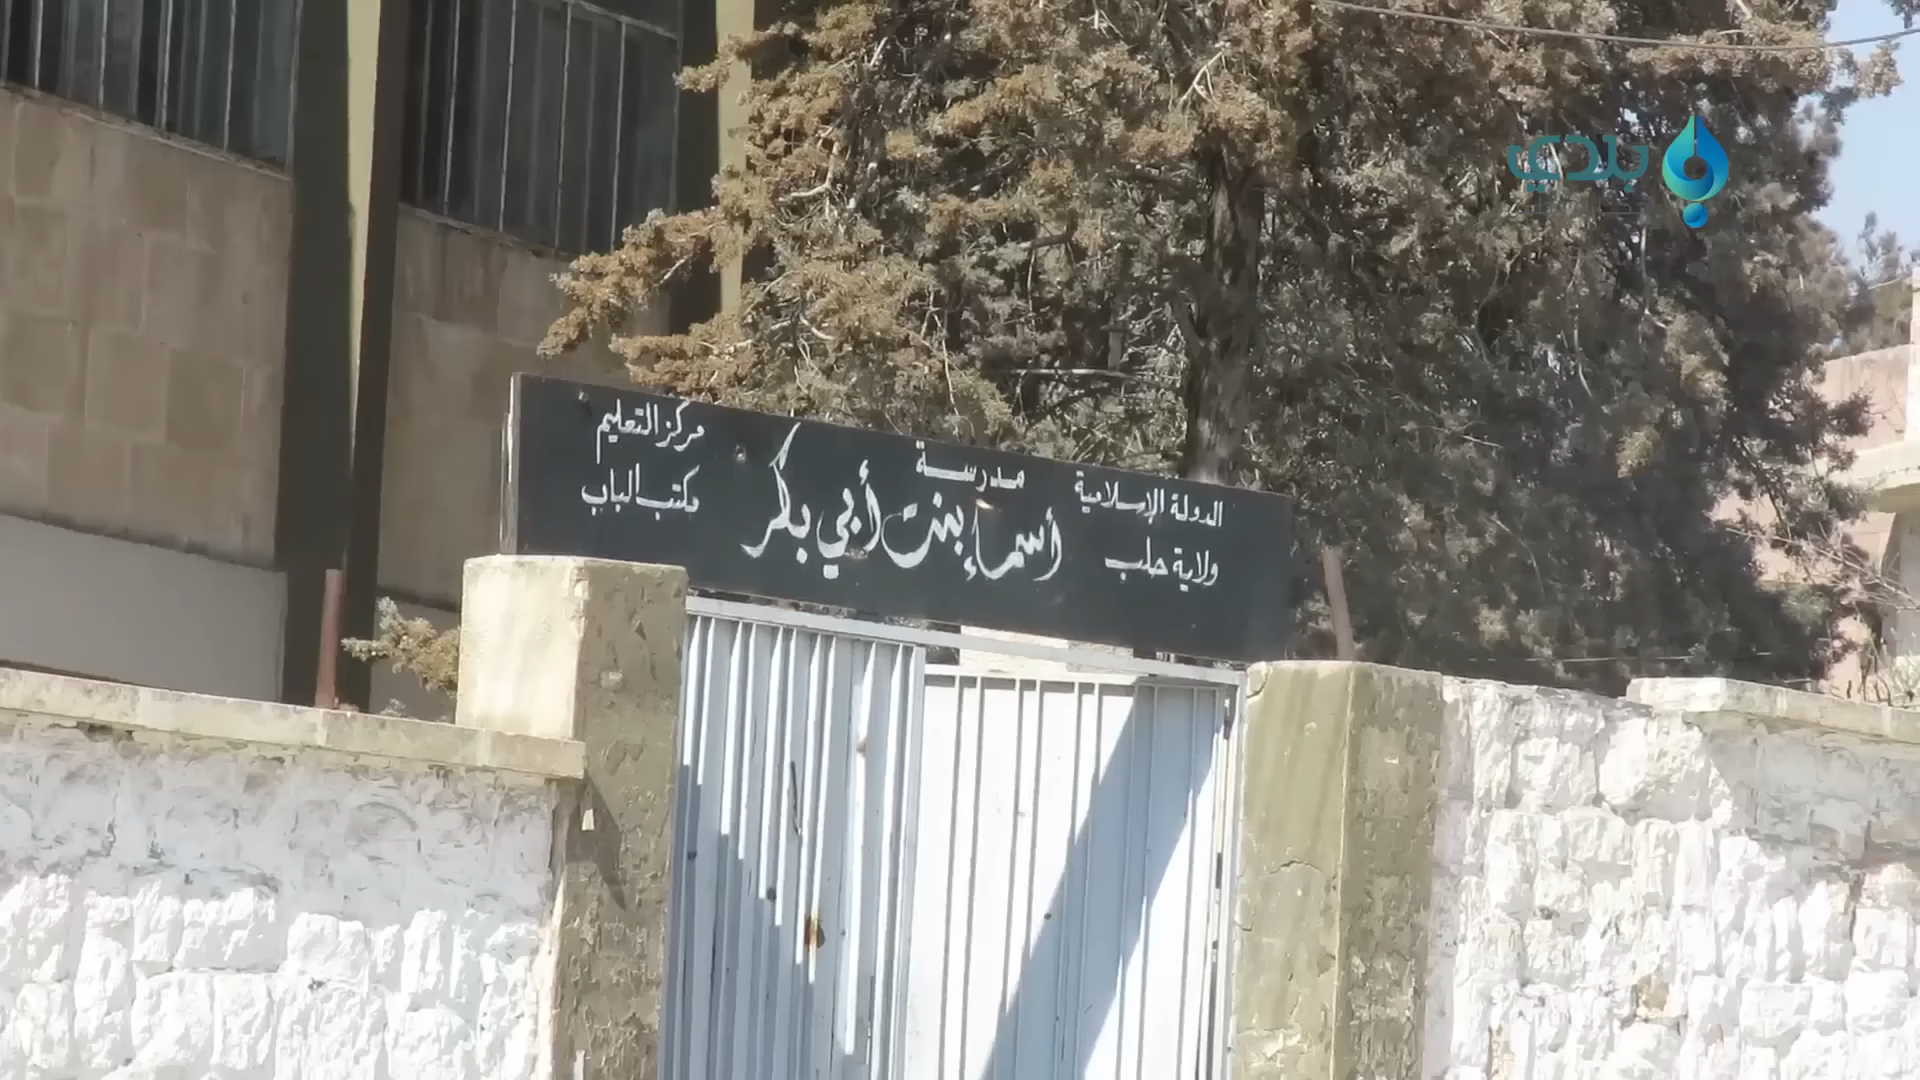 بلدي
الدولة الإسلامية
ولاية حلب
مدرسة
أسماء بنت أبي بكر
مركز التعليم
مكتب الباب